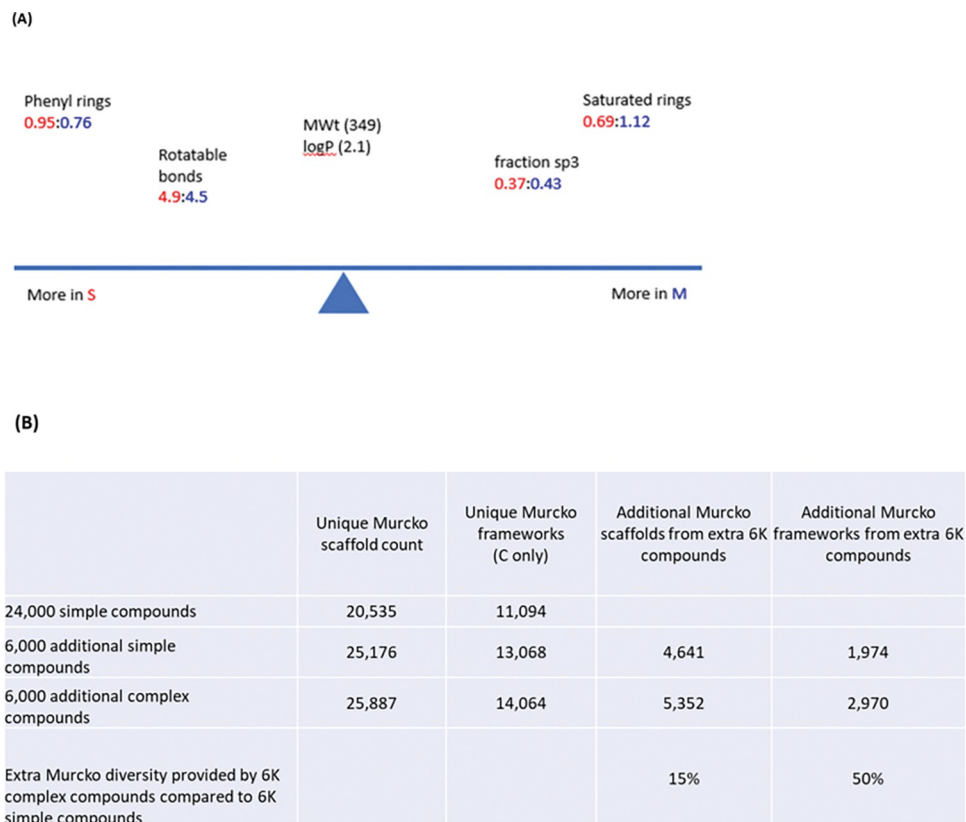 (A)
Phenyl rings
0.95:0.76
Rotatable
bonds
4.9:4.5
MWt (349)
logP (2.1)
Saturated rings
0.69:1.12
fraction sp3
0.37:0.43
More in S
More in M
(B)
Unique Murcko
scaffold count
Unique Murcko
frameworks
(C only)
Additional Murcko
scaffolds from extra 6K
compounds
Additional Murcko
frameworks from extra 6K
compounds
24,000 simple compounds
20,535
11,094
6,000 additional simple
compounds
25,176
13,068
4,641
1,974
6,000 additional complex
compounds
25,887
14,064
5,352
2,970
Extra Murcko diversity provided by 6K
complex compounds compared to 6K
simple compounds
15%
50%